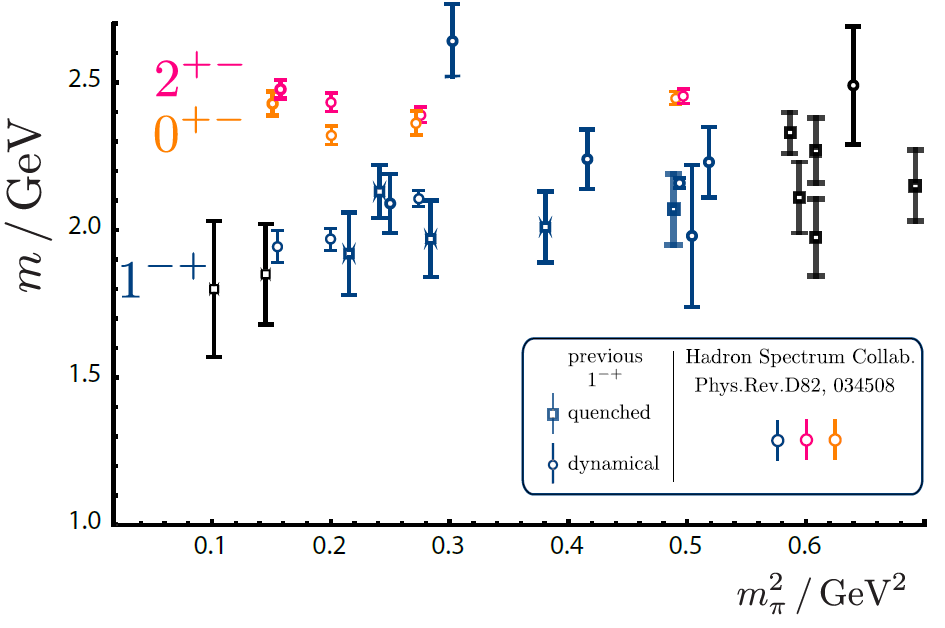 m / GeV
2.5
2.0
1.5
1.0
2⁺⁻
0⁺⁻
1⁻⁺
previous
1⁻⁺
quenched
dynamical
Hadron Spectrum Collab.
Phys.Rev.D82, 034508
0.1 0.2 0.3 0.4 0.5 0.6
m²π / GeV²